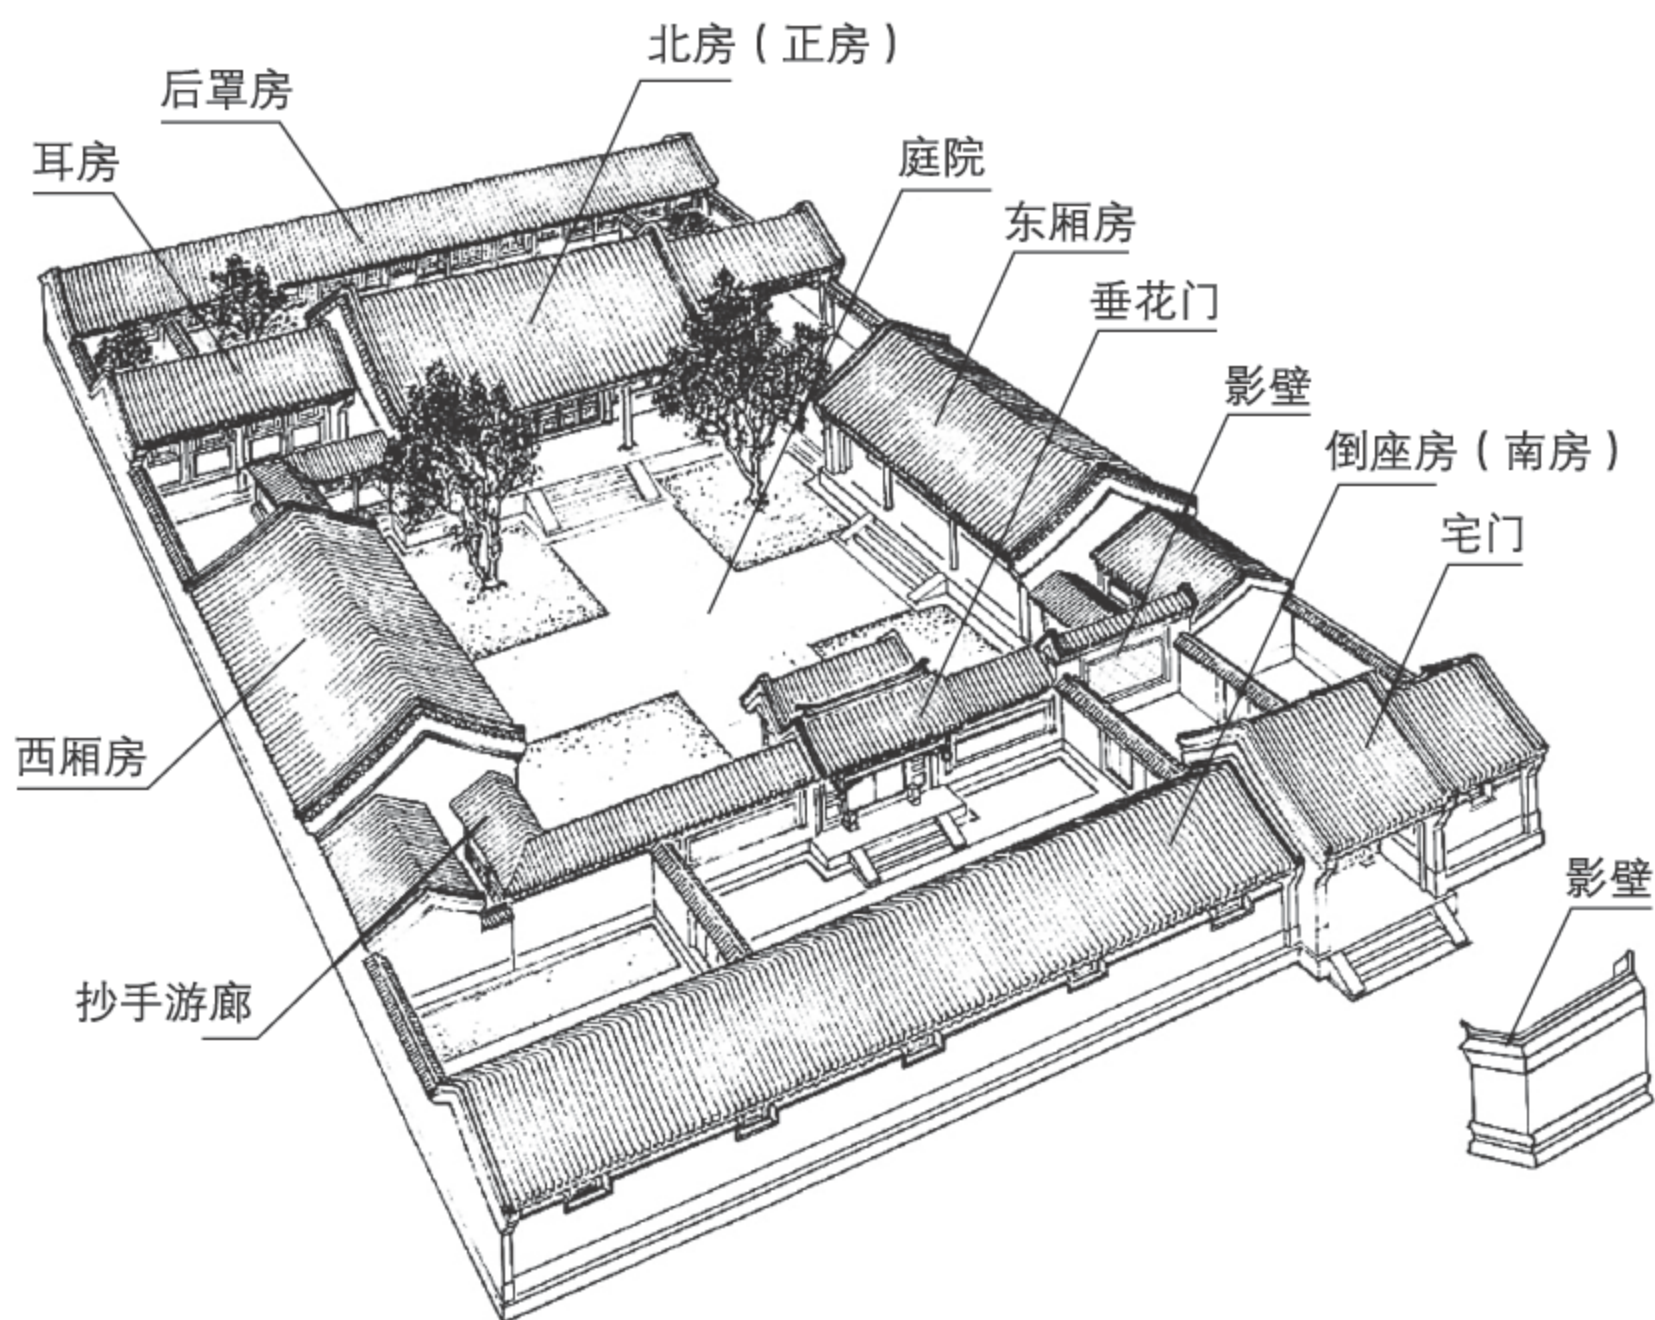 北房（正房）
后罩房
耳房
庭院
东厢房
垂花门
影壁
倒座房（南房）
宅门
西厢房
影壁
抄手游廊